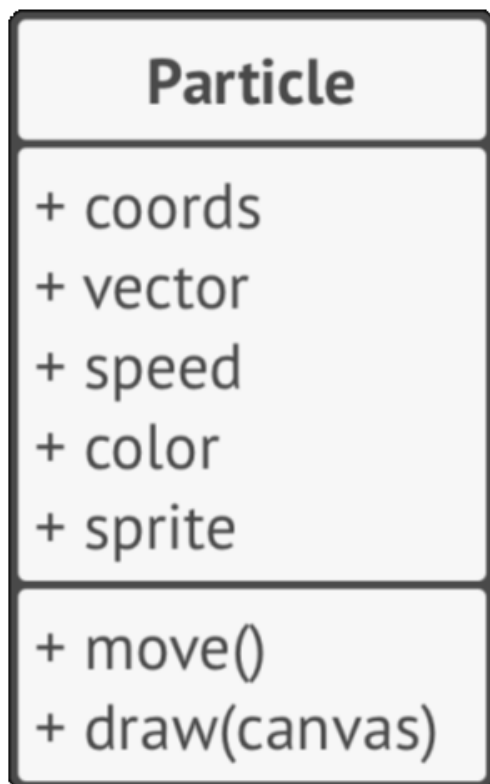 Particle
+ coords
+ vector
+ speed
+ color
+ sprite
+ move()
+ draw(canvas)